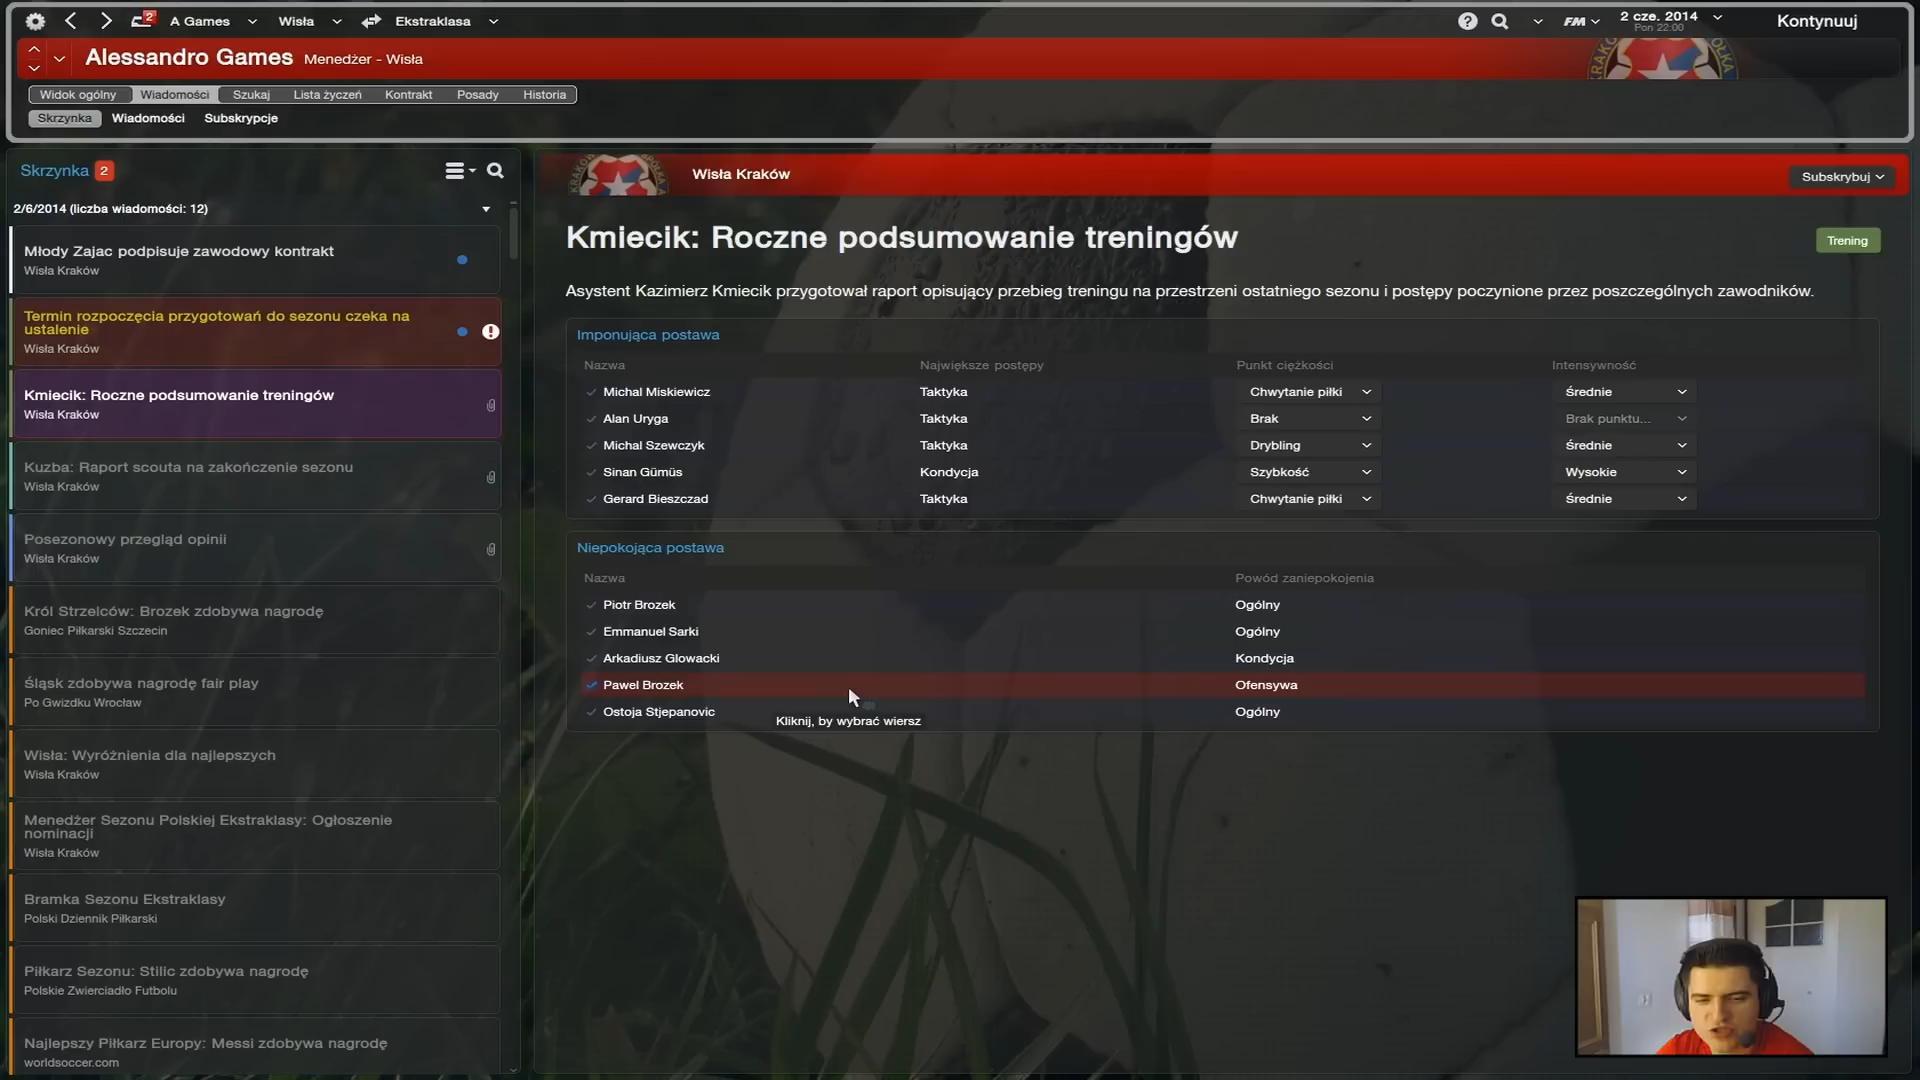 2
A Games
Wisła
Ekstraklasa
FM
2 cze. 2014
Pon 22:00
Kontynuuj
Alessandro Games Menedżer - Wisła
Widok ogólny Wiadomości Szukaj Lista życzeń Kontrakt Posady Historia
Skrzynka Wiadomości Subskrypcje
Skrzynka 2
2/6/2014 (liczba wiadomości: 12)
Młody Zajac podpisuje zawodowy kontrakt
Wisła Kraków
Termin rozpoczęcia przygotowań do sezonu czeka na
ustalenie
Wisła Kraków
Kmiecik: Roczne podsumowanie treningów
Wisła Kraków
Kuzba: Raport scouta na zakończenie sezonu
Wisła Kraków
Posezonowy przegląd opinii
Wisła Kraków
Król Strzelców: Brozek zdobywa nagrodę
Goniec Piłkarski Szczecin
Śląsk zdobywa nagrodę fair play
Po Gwizdku Wrocław
Wisła: Wyróżnienia dla najlepszych
Wisła Kraków
Menedżer Sezonu Polskiej Ekstraklasy: Ogłoszenie
nominacji
Wisła Kraków
Bramka Sezonu Ekstraklasy
Polski Dziennik Piłkarski
Piłkarz Sezonu: Stilic zdobywa nagrodę
Polskie Zwierciadło Futbolu
Najlepszy Piłkarz Europy: Messi zdobywa nagrodę
worldsoccer.com
Wisła Kraków
Subskrybuj
Kmiecik: Roczne podsumowanie treningów
Trening
Asystent Kazimierz Kmiecik przygotował raport opisujący przebieg treningu na przestrzeni ostatniego sezonu i postępy poczynione przez poszczególnych zawodników.
Imponująca postawa
Nazwa Największe postępy Punkt ciężkości Intensywność
Michal Miskiewicz Taktyka Chwytanie piłki Średnie
Alan Uryga Taktyka Brak Brak punktu...
Michal Szewczyk Taktyka Drybling Średnie
Sinan Gümüs Kondycja Szybkość Wysokie
Gerard Bieszczad Taktyka Chwytanie piłki Średnie
Niepokojąca postawa
Nazwa Powód zaniepokojenia
Piotr Brozek Ogólny
Emmanuel Sarki Ogólny
Arkadiusz Glowacki Kondycja
Pawel Brozek Ofensywa
Ostoja Stjepanovic Ogólny
Kliknij, by wybrać wiersz